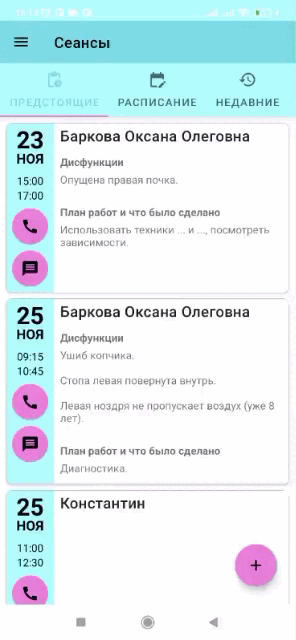 Сеансы
ПРЕДСТОЯЩИЕ
РАСПИСАНИЕ
НЕДАВНИЕ
23
НОЯ
15:00
17:00
Баркова Оксана Олеговна
Дисфункции
Опущена правая почка.
План работ и что было сделано
Использовать техники ... и ..., посмотреть
зависимости.
25
НОЯ
09:15
10:45
Баркова Оксана Олеговна
Дисфункции
Ушиб копчика.
Стопа левая повернута внутрь.
Левая ноздря не пропускает воздух (уже 8
лет).
План работ и что было сделано
Диагностика.
25
НОЯ
11:00
12:30
Константин